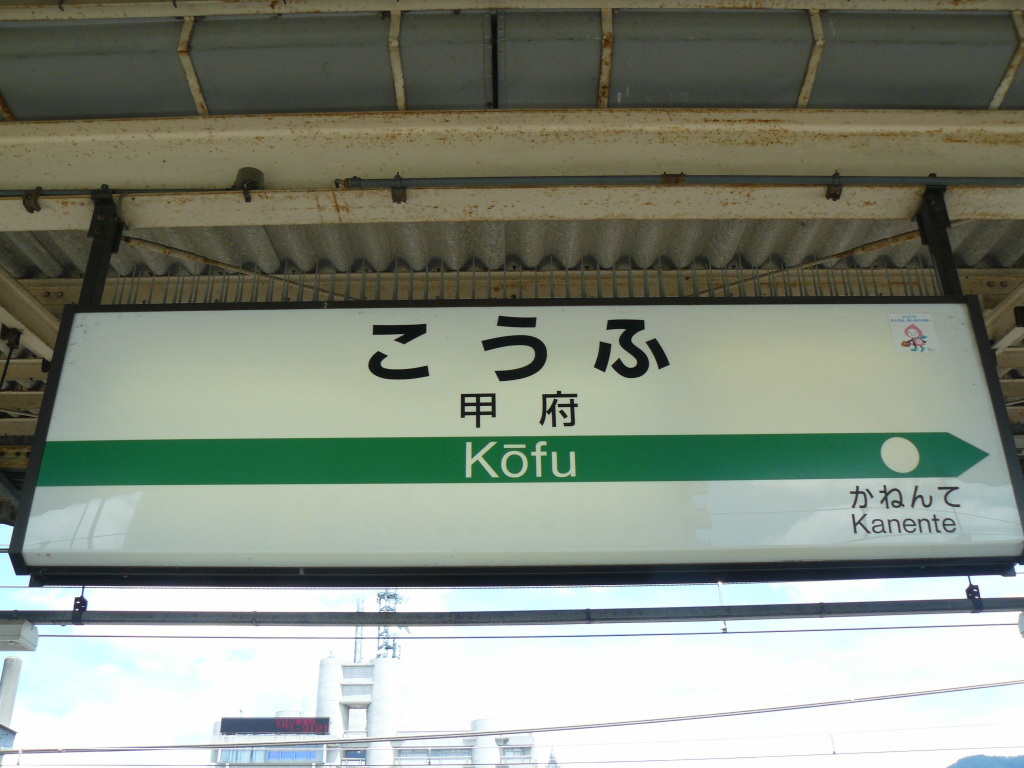 こうふ
甲府
Kōfu
かねんて
Kanente